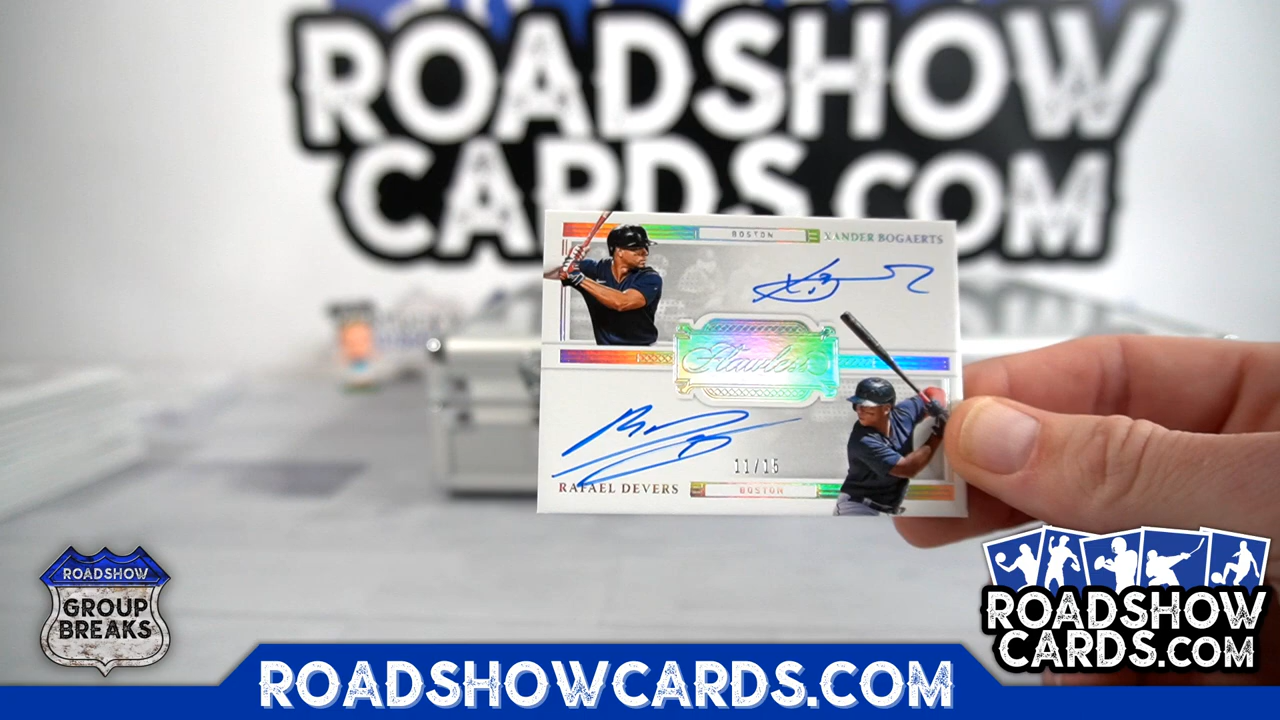 ROADSHOW
CARDS.COM
BOSTON
XANDER BOGAERTS
Flawless
11/15
RAFAEL DEVERS
BOSTON
ROADSHOW
GROUP
BREAKS
ROADSHOW
CARDS.COM
ROADSHOWCARDS.COM